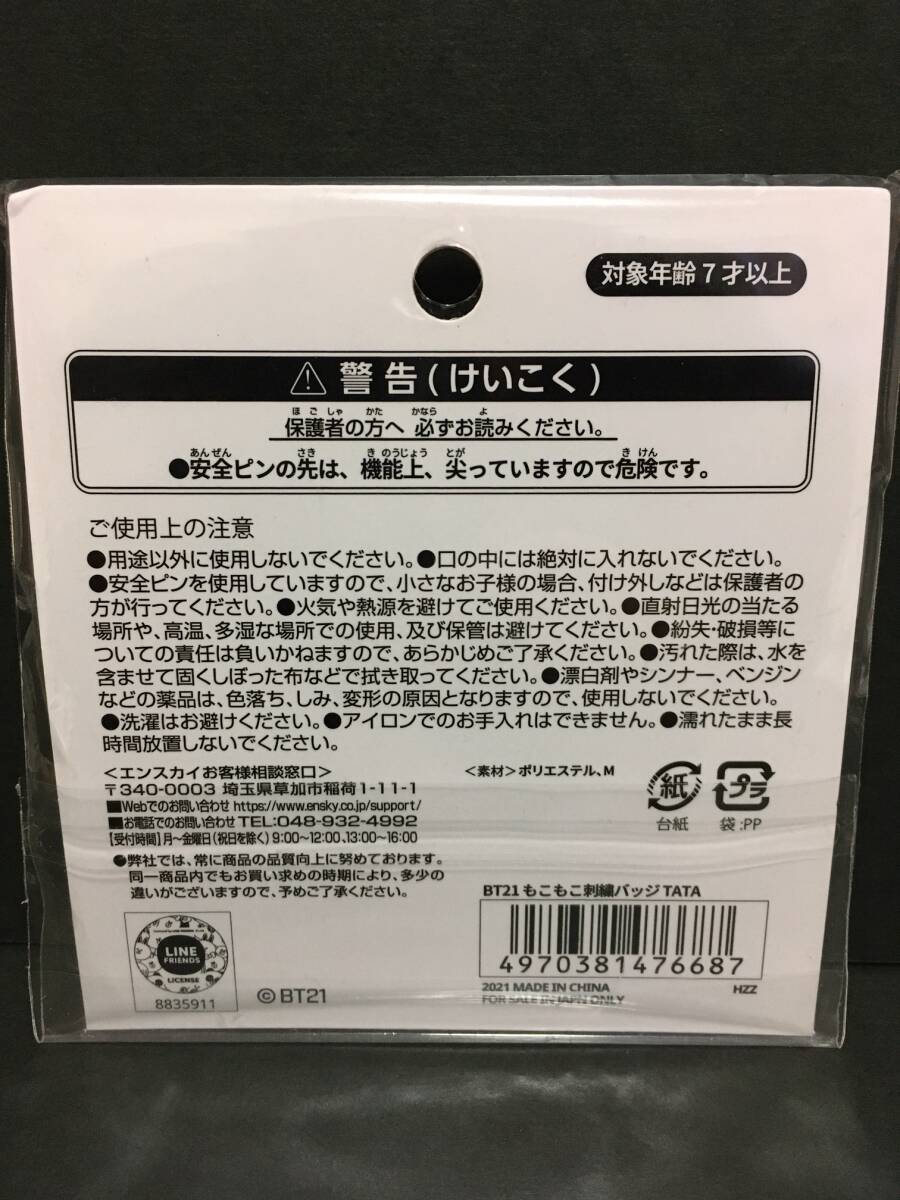 対象年齢7才以上
⚠警告(けいこく)
ほごしゃ かた かなら よ
保護者の方へ 必ずお読みください。
あんぜん さき きのうじょう とが きけん
●安全ピンの先は、機能上、尖っていますので危険です。
ご使用上の注意
●用途以外に使用しないでください。●口の中には絶対に入れないでください。
●安全ピンを使用していますので、小さなお子様の場合、付け外しなどは保護者の
方が行ってください。●火気や熱源を避けてご使用ください。●直射日光の当たる
場所や、高温、多湿な場所での使用、及び保管は避けてください。●紛失・破損等に
ついての責任は負いかねますので、あらかじめご了承ください。●汚れた際は、水を
含ませて固くしぼった布などで拭き取ってください。●漂白剤やシンナー、ベンジン
などの薬品は、色落ち、しみ、変形の原因となりますので、使用しないでください。
●洗濯はお避けください。●アイロンでのお手入れはできません。●濡れたまま長
時間放置しないでください。
<エンスカイお客様相談窓口>
〒340-0003 埼玉県草加市稲荷1-11-1
■Webでのお問い合わせ https://www.ensky.co.jp/support/
■お電話でのお問い合わせ TEL:048-932-4992
【受付時間】月~金曜日(祝日を除く) 9:00~12:00、13:00~16:00
●弊社では、常に商品の品質向上に努めております。
同一商品内でもお買い求めの時期により、多少の
違いがございますので、予めご了承ください。
<素材>ポリエステル、M
紙
台紙
プラ
袋:PP
LINE
FRIENDS
LICENSE
8835911
©BT21
BT21 もこもこ刺繍バッジ TATA
4970381476687
2021 MADE IN CHINA
FOR SALE IN JAPN ONLY
HZZ